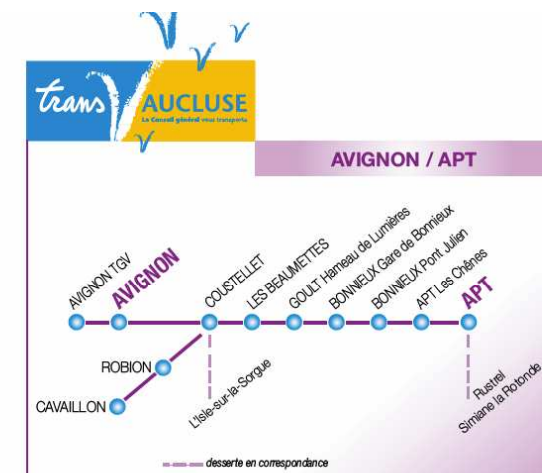 trans
VAUCLUSE
Le Conseil général vous transporte
AVIGNON / APT
AVIGNON TGV
AVIGNON
COUSTELLET
LES BEAUMETTES
GOULT Hameau de Lumières
BONNIEUX Gare de Bonnieux
BONNIEUX Pont Julien
APT Les Chênes
APT
ROBION
CAVAILLON
L'Isle-sur-la-Sorgue
Rustrel
Simiane la Rotonde
desserte en correspondance